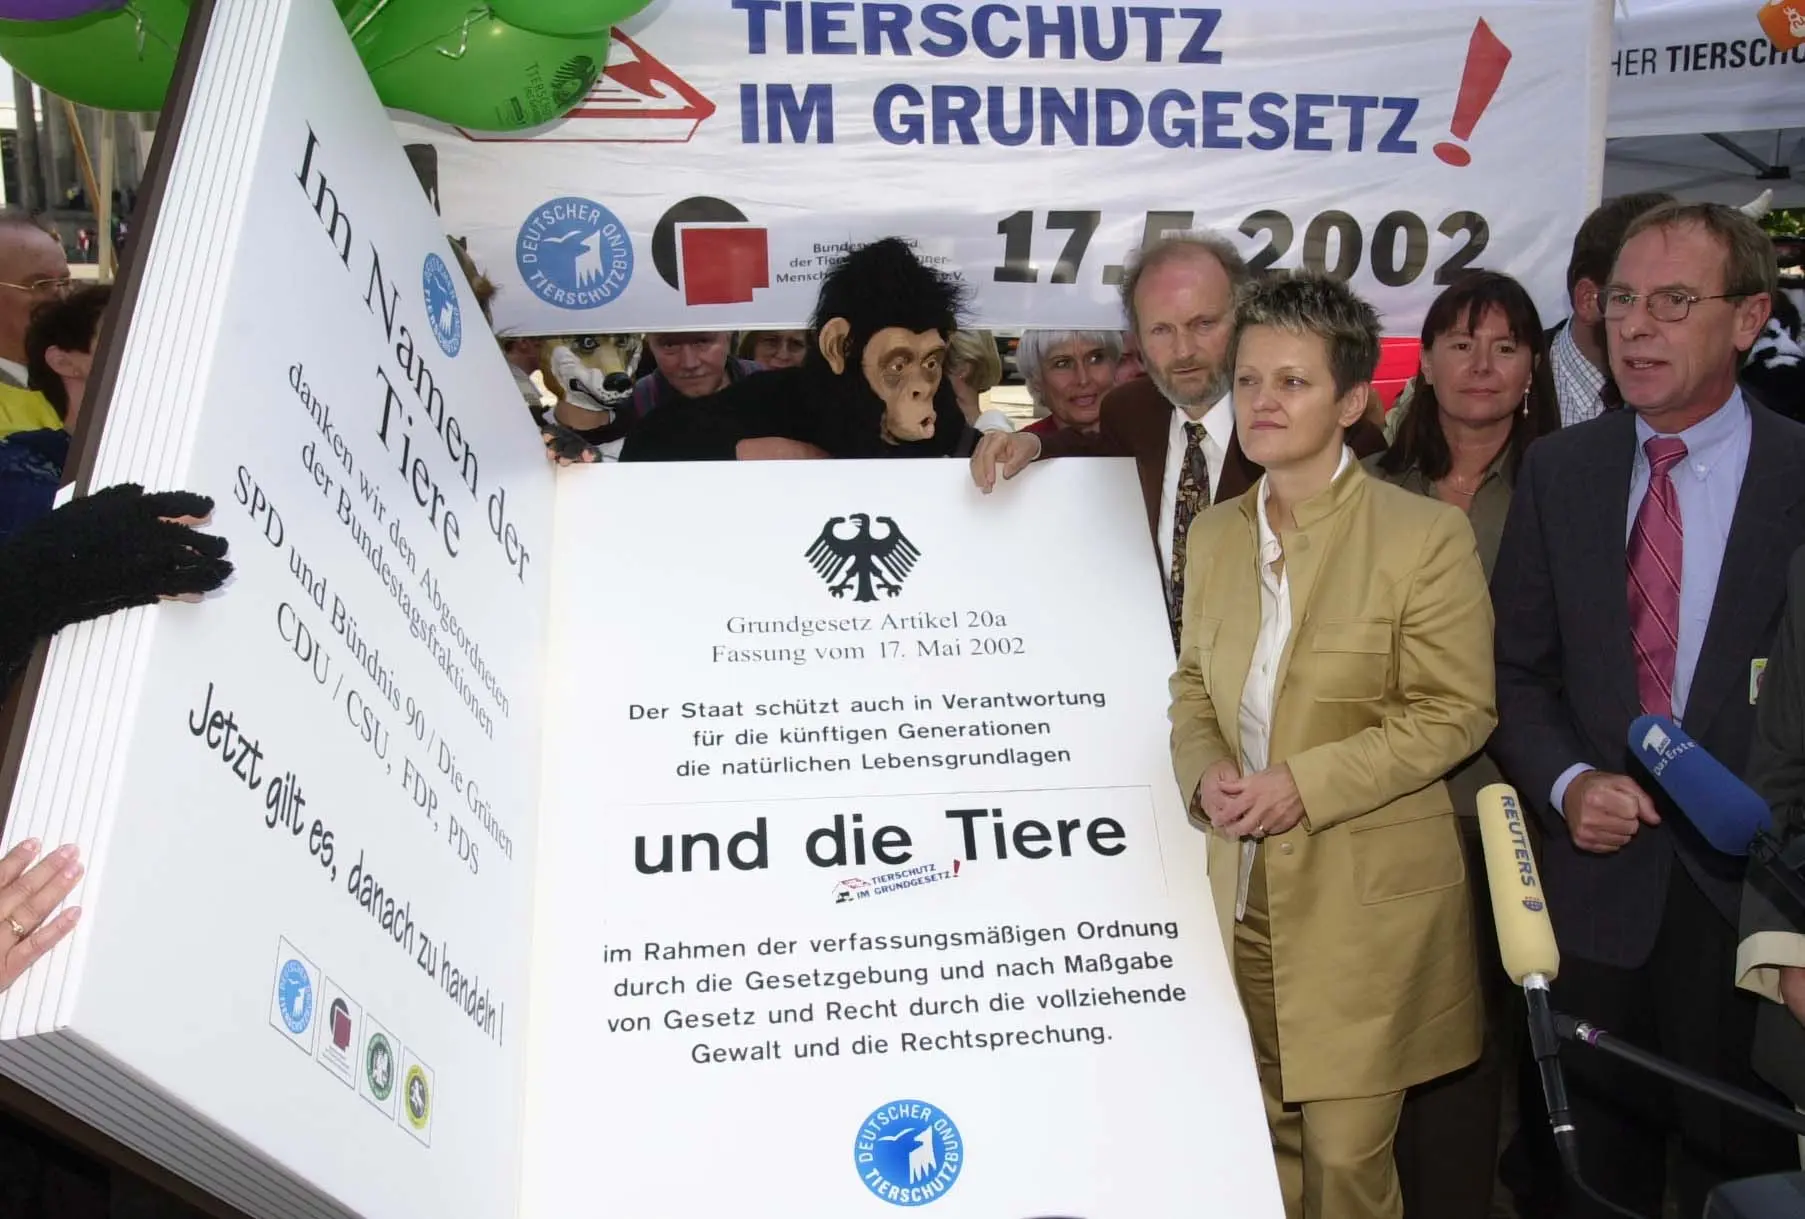 TIERSCHUTZ
IM GRUNDGESETZ!
HER TIERSCHU
DEUTSCHER TIERSCHUTZBUND
17. 5. 2002
Im Namen der
Tiere
danken wir den Abgeordneten
der Bundestagsfraktionen
SPD und Bündnis 90 / Die Grünen
CDU / CSU, FDP, PDS
Jetzt gilt es, danach zu handeln!
DEUTSCHER TIERSCHUTZBUND
Grundgesetz Artikel 20a
Fassung vom 17. Mai 2002
Der Staat schützt auch in Verantwortung
für die künftigen Generationen
die natürlichen Lebensgrundlagen
und die Tiere
TIERSCHUTZ
IM GRUNDGESETZ!
im Rahmen der verfassungsmäßigen Ordnung
durch die Gesetzgebung und nach Maßgabe
von Gesetz und Recht durch die vollziehende
Gewalt und die Rechtsprechung.
DEUTSCHER TIERSCHUTZBUND
REUTERS
1 Das Erste